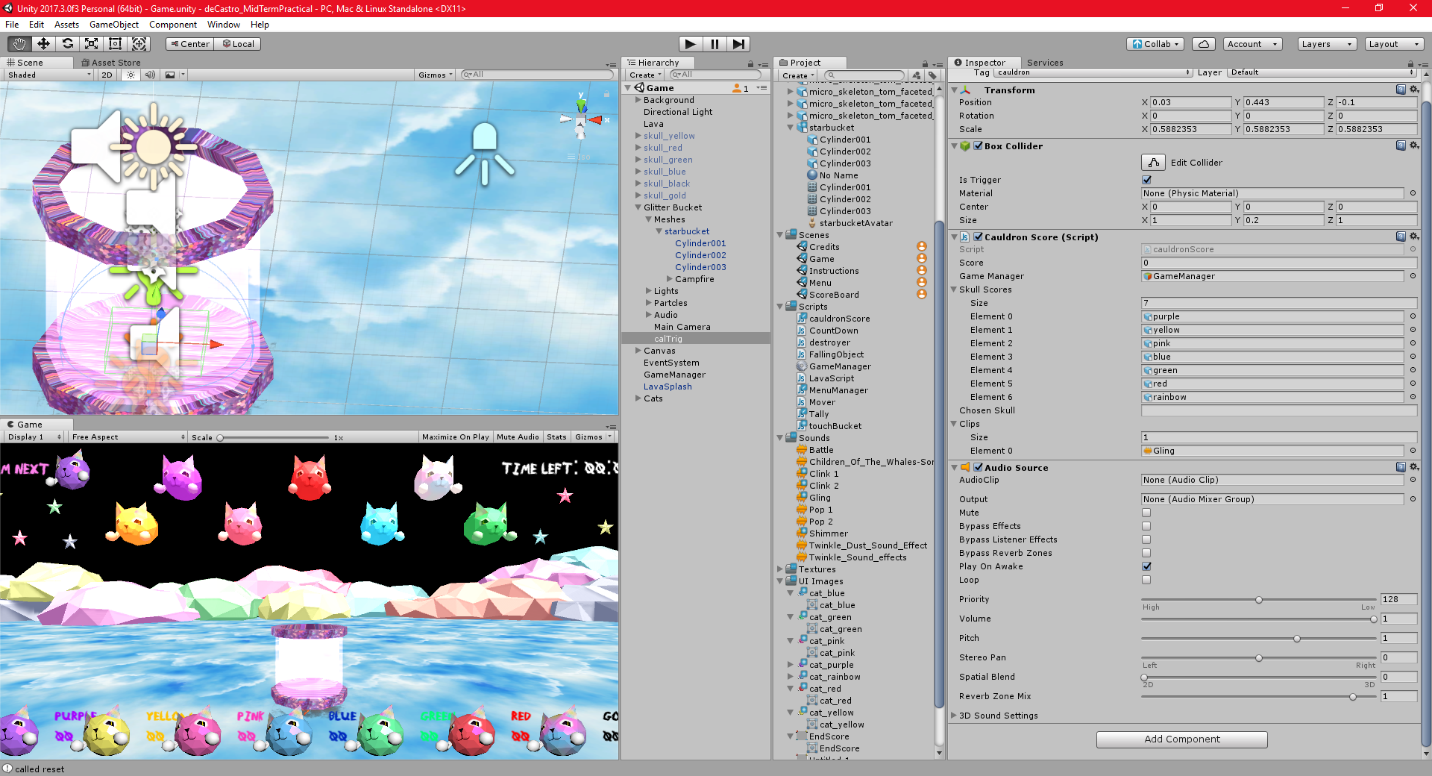 Unity 2017.3.0f3 Personal (64bit) - Game.unity - deCastro_MidTermPractical - PC, Mac & Linux Standalone <DX11>
File Edit Assets GameObject Component Window Help
Center Local
Collab Account Layers Layout
Scene Asset Store
Shaded 2D Gizmos All
y
x
Game
Display 1 Free Aspect Scale 1x Maximize On Play Mute Audio Stats Gizmos
M NEXT
TIME LEFT: 00:0
PURPLE YELLO PINK BLUE GREEN RED GO
00 00 00 00 00 00 00
called reset
Hierarchy
Create All
Game 1
Background
Directional Light
Lava
skull_yellow
skull_red
skull_green
skull_blue
skull_black
skull_gold
Glitter Bucket
Meshes
starbucket
Cylinder001
Cylinder002
Cylinder003
Campfire
Lights
Partcles
Audio
Main Camera
calTrig
Canvas
EventSystem
GameManager
LavaSplash
Cats
Project
Create
micro_skeleton_tom_faceted_
micro_skeleton_tom_faceted_
micro_skeleton_tom_faceted_
starbucket
Cylinder001
Cylinder002
Cylinder003
No Name
Cylinder001
Cylinder002
Cylinder003
starbucketAvatar
Scenes
Credits
Game
Instructions
Menu
ScoreBoard
Scripts
cauldronScore
CountDown
destroyer
FallingObject
GameManager
LavaScript
MenuManager
Mover
Tally
touchBucket
Sounds
Battle
Children_Of_The_Whales-Sor
Clink 1
Clink 2
Gling
Pop 1
Pop 2
Shimmer
Twinkle_Dust_Sound_Effect
Twinkle_Sound_effects
Textures
UI Images
cat_blue
cat_blue
cat_green
cat_green
cat_pink
cat_pink
cat_purple
cat_rainbow
cat_red
cat_red
cat_yellow
cat_yellow
EndScore
EndScore
Untitled-1
Inspector Services
Tag cauldron Layer Default
Transform
Position X 0.03 Y 0.443 Z -0.1
Rotation X 0 Y 0 Z 0
Scale X 0.5882353 Y 0.5882353 Z 0.5882353
Box Collider
Edit Collider
Is Trigger
Material None (Physic Material)
Center X 0 Y 0 Z 0
Size X 1 Y 0.2 Z 1
Cauldron Score (Script)
Script cauldronScore
Score 0
Game Manager GameManager
Skull Scores
Size 7
Element 0 purple
Element 1 yellow
Element 2 pink
Element 3 blue
Element 4 green
Element 5 red
Element 6 rainbow
Chosen Skull
Clips
Size 1
Element 0 Gling
Audio Source
AudioClip None (Audio Clip)
Output None (Audio Mixer Group)
Mute
Bypass Effects
Bypass Listener Effects
Bypass Reverb Zones
Play On Awake
Loop
Priority 128
High Low
Volume 1
Pitch 1
Stereo Pan 0
Left Right
Spatial Blend 0
2D 3D
Reverb Zone Mix 1
3D Sound Settings
Add Component